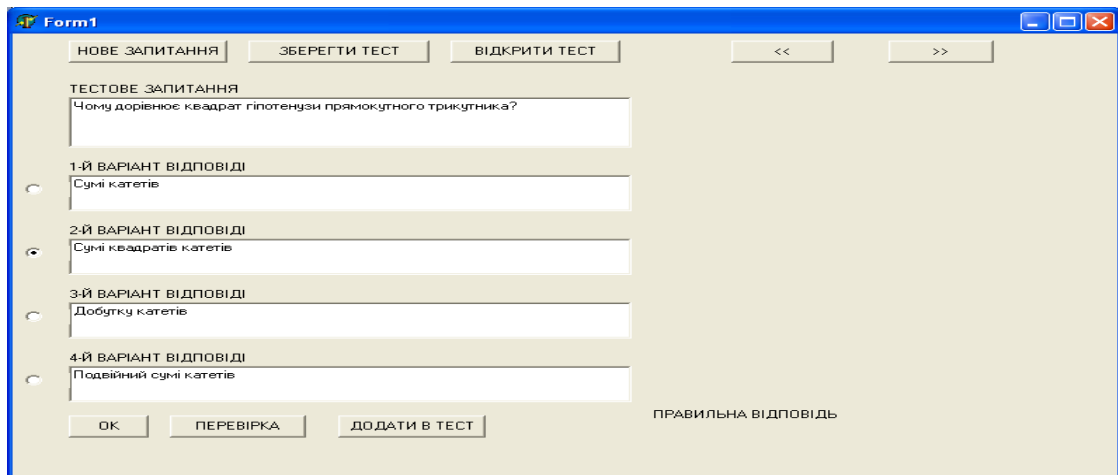 Form1
НОВЕ ЗАПИТАННЯ ЗБЕРЕГТИ ТЕСТ ВІДКРИТИ ТЕСТ << >>
ТЕСТОВЕ ЗАПИТАННЯ
Чому дорівнює квадрат гіпотенузи прямокутного трикутника?
1-Й ВАРІАНТ ВІДПОВІДІ
Сумі катетів
2-Й ВАРІАНТ ВІДПОВІДІ
Сумі квадратів катетів
3-Й ВАРІАНТ ВІДПОВІДІ
Добутку катетів
4-Й ВАРІАНТ ВІДПОВІДІ
Подвійний сумі катетів
ПРАВИЛЬНА ВІДПОВІДЬ
ОК ПЕРЕВІРКА ДОДАТИ В ТЕСТ